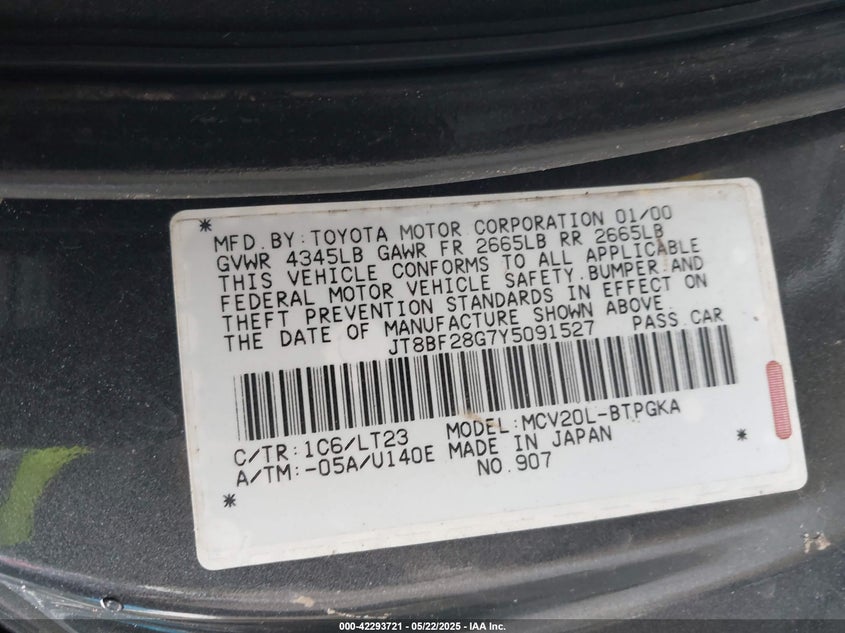 *
MFD.BY:TOYOTA MOTOR CORPORATION 01/00
GVWR 4345LB GAWR FR 2665LB RR 2665LB
THIS VEHICLE CONFORMS TO ALL APPLICABLE
FEDERAL MOTOR VEHICLE SAFETY.BUMPER AND
THEFT PREVENTION STANDARDS IN EFFECT ON
THE DATE OF MANUFACTURE SHOWN ABOVE.
JT8BF28G7Y5091527 PASS.CAR
C/TR:1C6/LT23 MODEL:MCV20L-BTPGKA
A/TM:-05A/U140E MADE IN JAPAN
*
NO.907
*
000-42293721 - 05/22/2025 - IAA Inc.